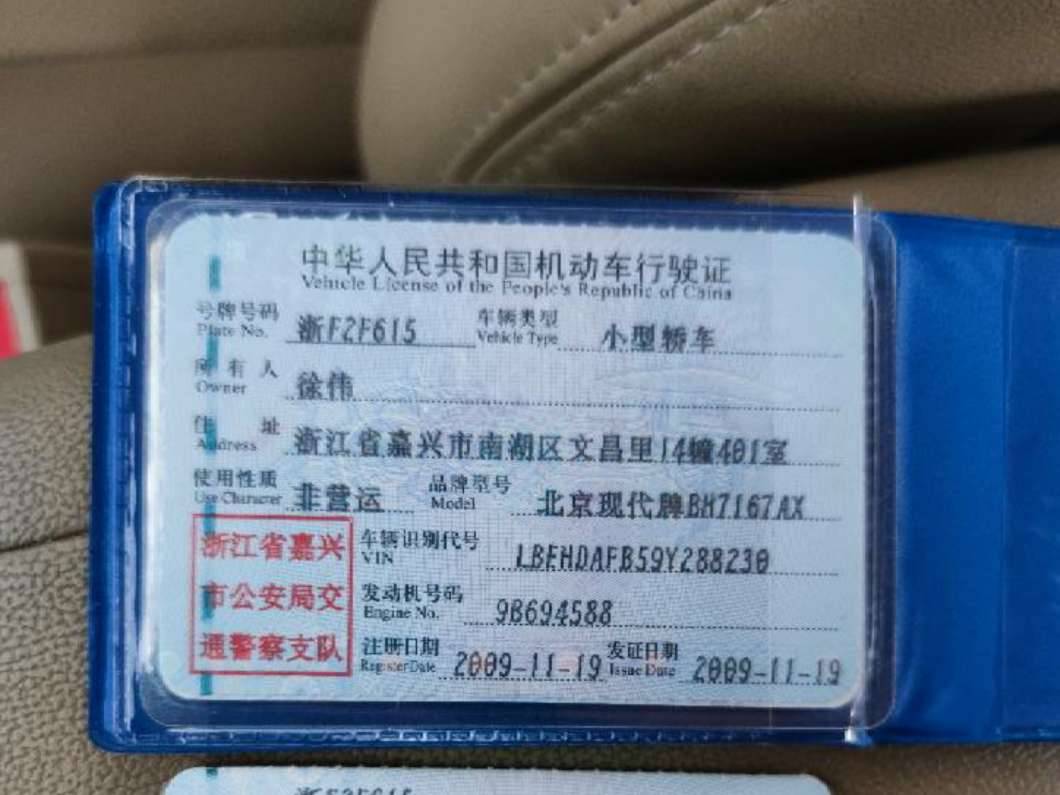 中华人民共和国机动车行驶证
Vehicle License of the People's Republic of China
号牌号码 浙F2F615 车辆类型 小型轿车
Plate No. Vehicle Type
所有人 徐伟
Owner
住址 浙江省嘉兴市南湖区文昌里14幢401室
Address
使用性质 非营运 品牌型号 北京现代牌BH7167AX
Use Character Model
浙江省嘉兴 车辆识别代号 LBEHDAFB59Y288230
VIN
市公安局交 发动机号码 9B694588
Engine No.
通警察支队 注册日期 2009-11-19 发证日期 2009-11-19
Register Date Issue Date
浙F2F615